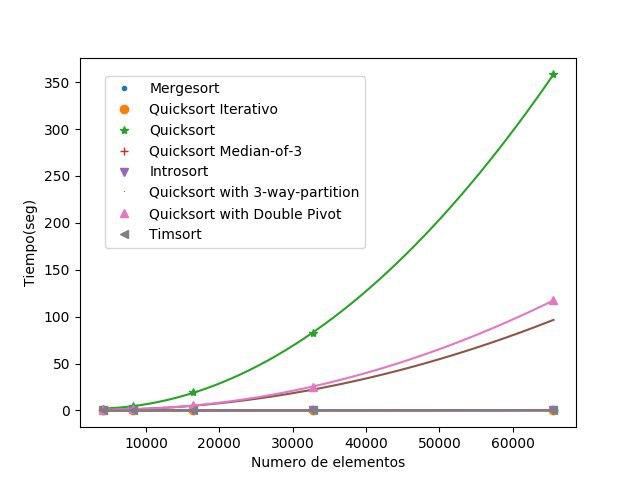 350
300
250
200
150
100
50
0
Tiempo(seg)
Mergesort
Quicksort Iterativo
Quicksort
Quicksort Median-of-3
Introsort
Quicksort with 3-way-partition
Quicksort with Double Pivot
Timsort
10000 20000 30000 40000 50000 60000
Numero de elementos